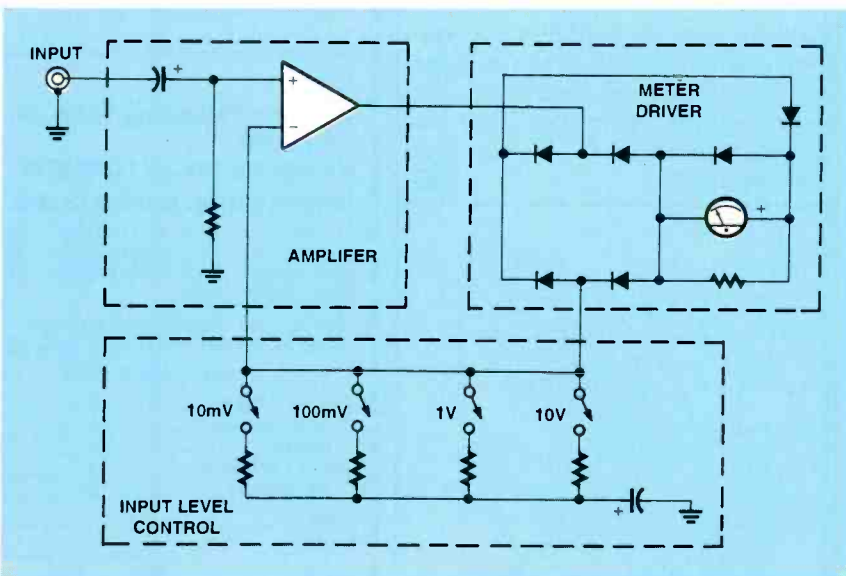 INPUT
METER
DRIVER
+
+
−
+
AMPLIFER
10mV
100mV
1V
10V
INPUT LEVEL
CONTROL
+